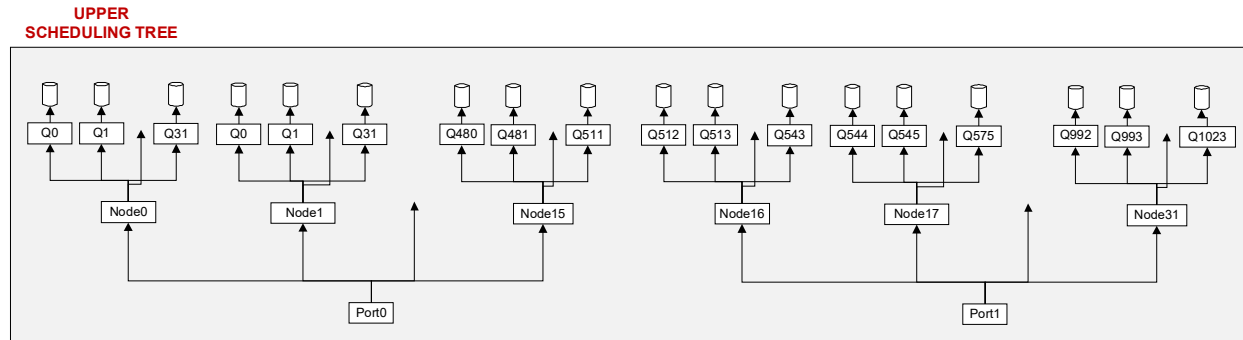 UPPER
SCHEDULING TREE
Q0 Q1 Q31 Q0 Q1 Q31 Q480 Q481 Q511 Q512 Q513 Q543 Q544 Q545 Q575 Q992 Q993 Q1023
Node0 Node1 Node15 Node16 Node17 Node31
Port0 Port1